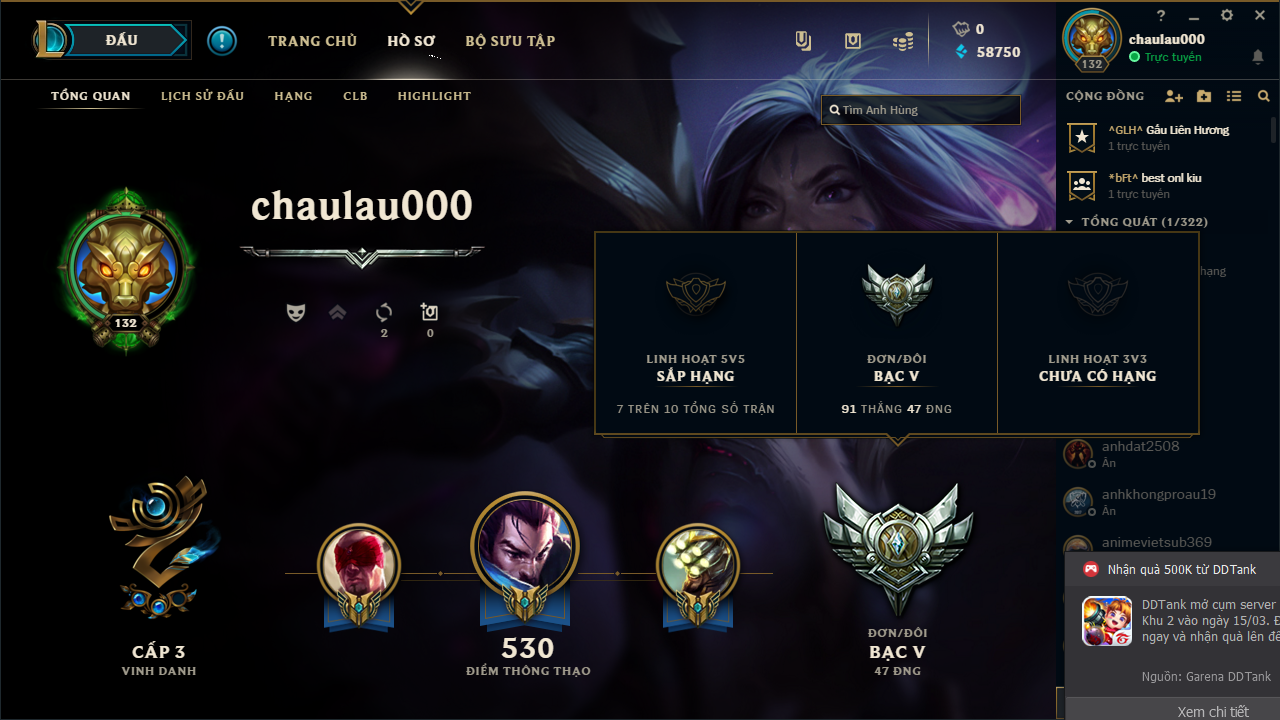 ĐẤU
TRANG CHỦ
HỒ SƠ
BỘ SƯU TẬP
0
58750
?
chaulau000
Trực tuyến
132
TỔNG QUAN
LỊCH SỬ ĐẤU
HẠNG
CLB
HIGHLIGHT
Tìm Anh Hùng
CỘNG ĐỒNG
^GLH^ Gấu Liên Hương
1 trực tuyến
*bFt^ best onl kiu
1 trực tuyến
TỔNG QUÁT (1/322)
hạng
chaulau000
132
2
0
LINH HOẠT 5V5
SẮP HẠNG
7 TRÊN 10 TỔNG SỐ TRẬN
ĐƠN/ĐÔI
BẠC V
91 THẮNG 47 ĐNG
LINH HOẠT 3V3
CHƯA CÓ HẠNG
anhdat2508
Ẩn
anhkhongproau19
Ẩn
animevietsub369
CẤP 3
VINH DANH
530
ĐIỂM THÔNG THẠO
ĐƠN/ĐÔI
BẠC V
47 ĐNG
Nhận quà 500K từ DDTank
DDTank mở cụm server
Khu 2 vào ngày 15/03. Đ
ngay và nhận quà lên đế
Nguồn: Garena DDTank
Xem chi tiết